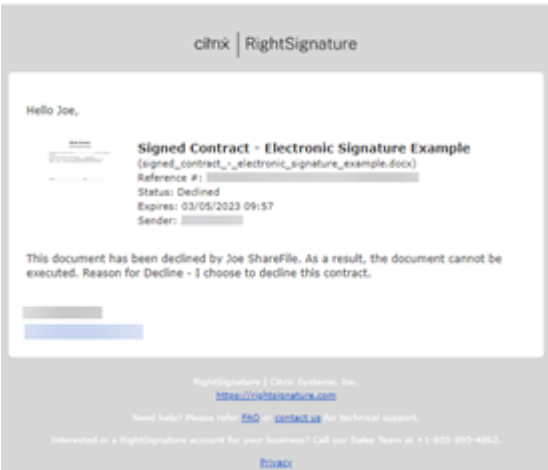 citrix | RightSignature
Hello Joe,
Signed Contract - Electronic Signature Example
(signed_contract_-_electronic_signature_example.docx)
Reference #:
Status: Declined
Expires: 03/05/2023 09:57
Sender:
This document has been declined by Joe ShareFile. As a result, the document cannot be
executed. Reason for Decline - I choose to decline this contract.
RightSignature | Citrix Systems, Inc.
https://rightsignature.com
Need help? Please refer FAQ or contact us for technical support.
Interested in a RightSignature account for your business? Call our Sales Team at +1-855-895-4862.
Privacy